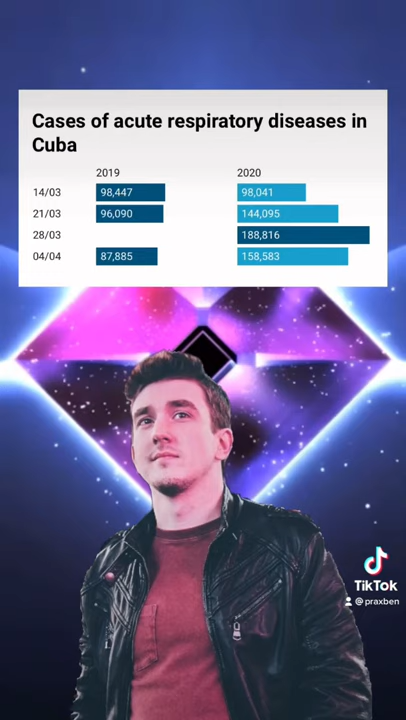 Cases of acute respiratory diseases in
Cuba
2019 2020
14/03 98,447 98,041
21/03 96,090 144,095
28/03 188,816
04/04 87,885 158,583
TikTok
@praxben